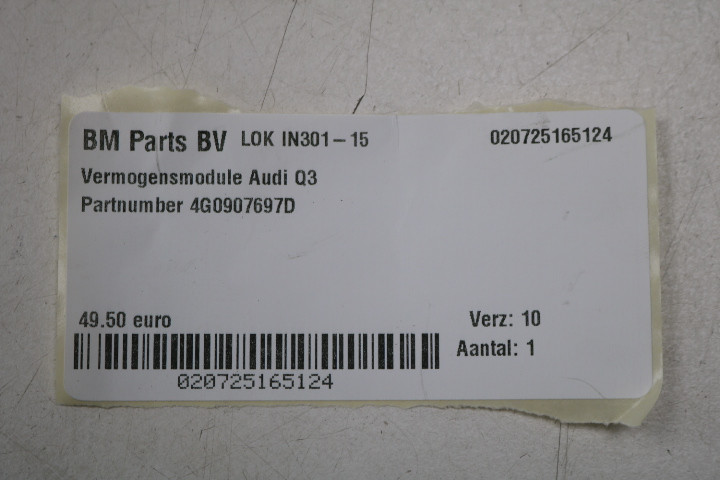 BM Parts BV LOK IN301-15 020725165124
Vermogensmodule Audi Q3
Partnumber 4G0907697D
49.50 euro Verz: 10
Aantal: 1
020725165124